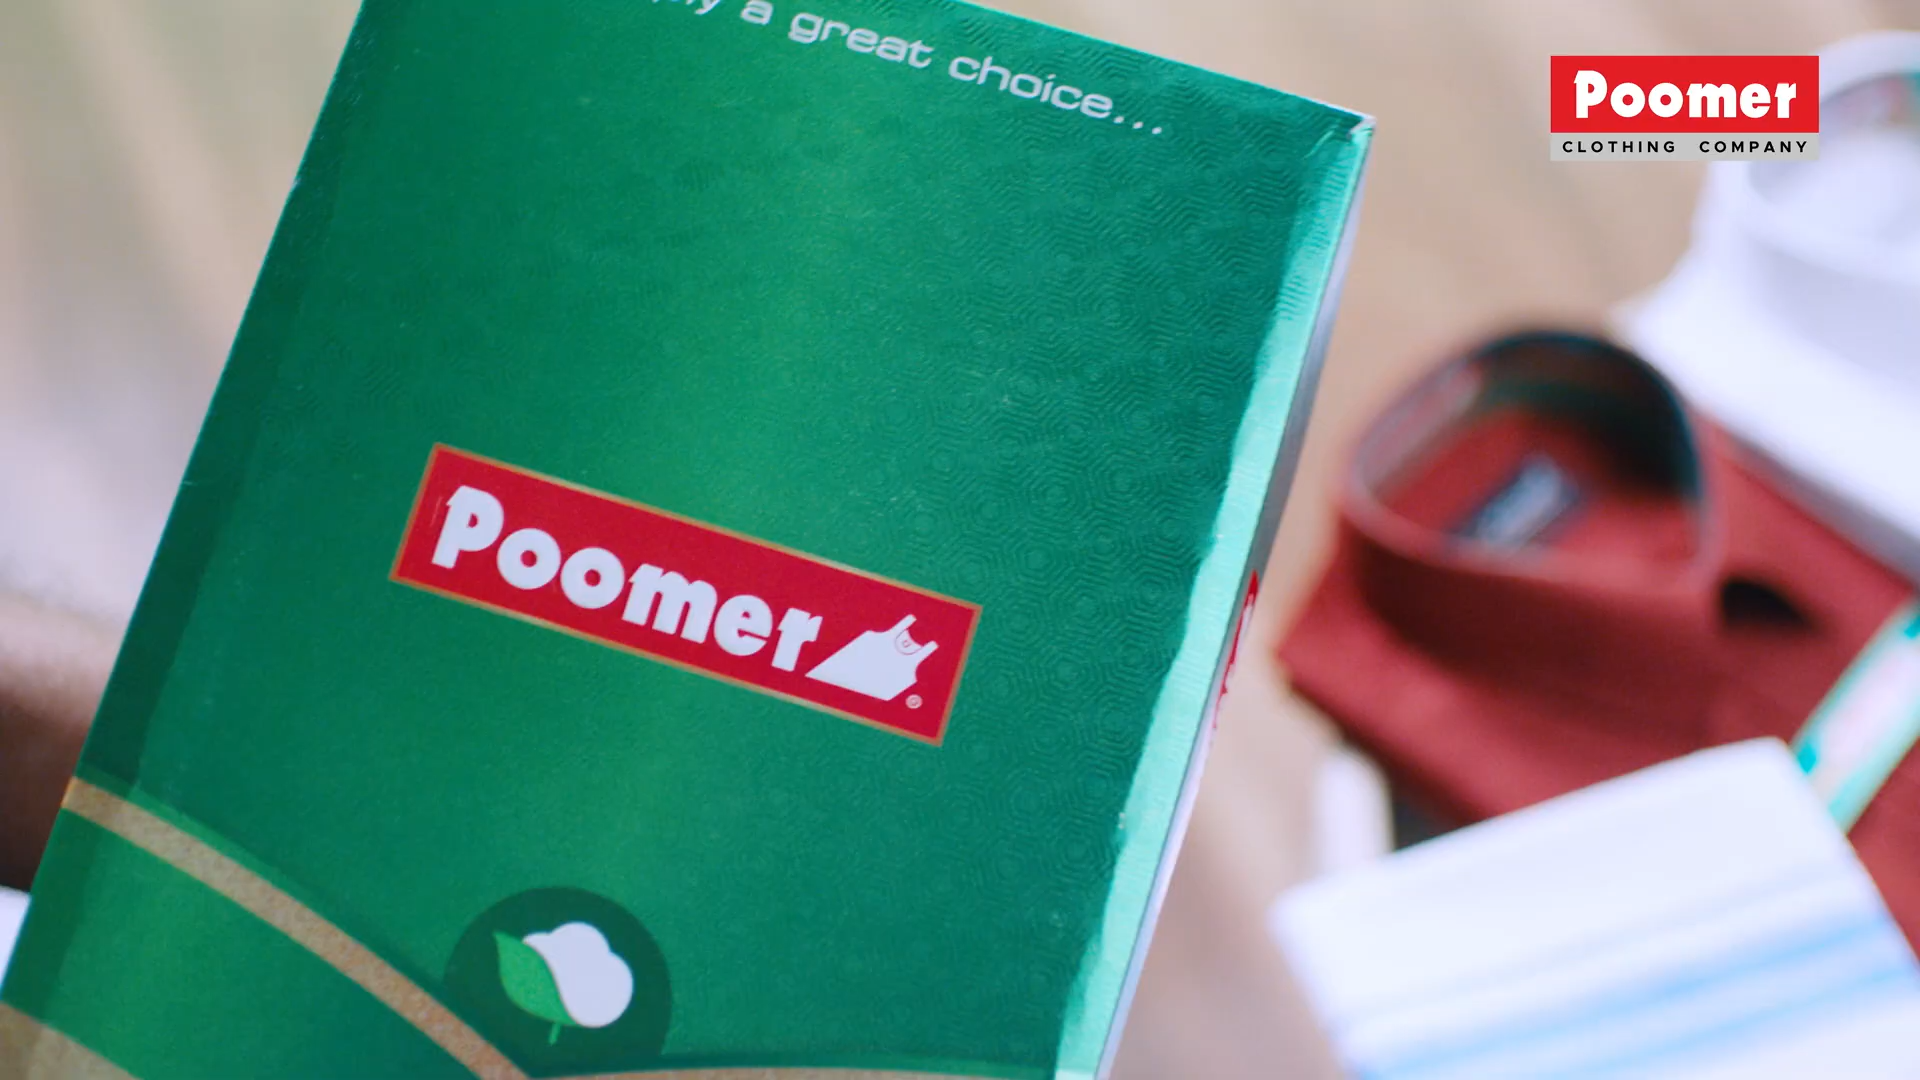 a great choice...
Poomer
CLOTHING COMPANY
Poomer
®